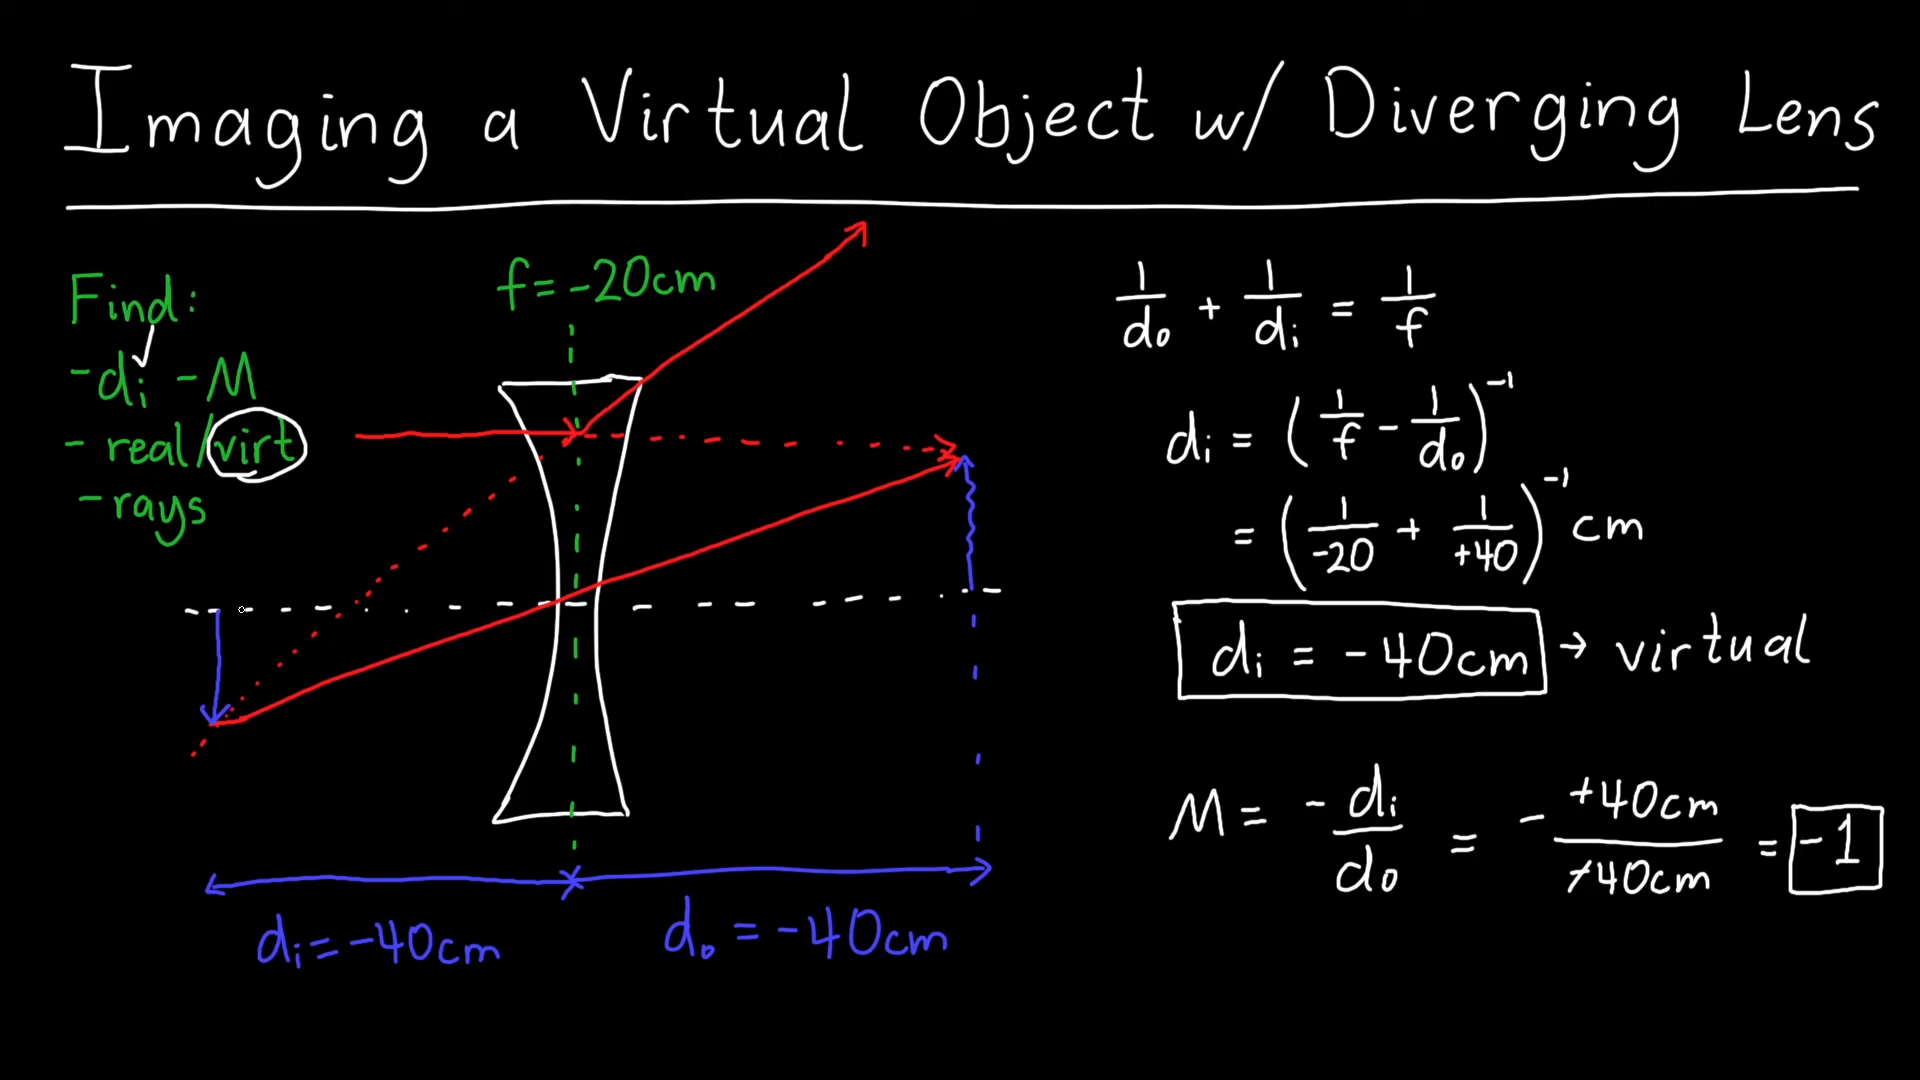 Imaging a Virtual Object w/ Diverging Lens
Find:
- di - M
- real/virt
- rays
f = -20cm
di = -40cm
do = -40cm
1/do + 1/di = 1/f
di = (1/f - 1/do)^-1
= (1/-20 + 1/+40)^-1 cm
di = -40cm → virtual
M = - di/do = - +40cm/+40cm = -1